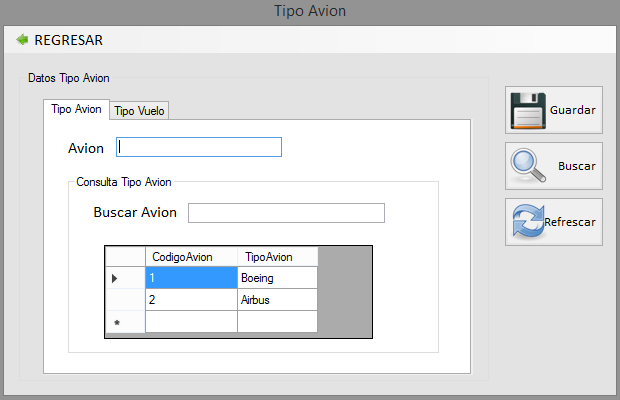 Tipo Avion
REGRESAR
Datos Tipo Avion
Tipo Avion Tipo Vuelo
Avion
Consulta Tipo Avion
Buscar Avion
CodigoAvion TipoAvion
1 Boeing
2 Airbus
*
Guardar
Buscar
Refrescar